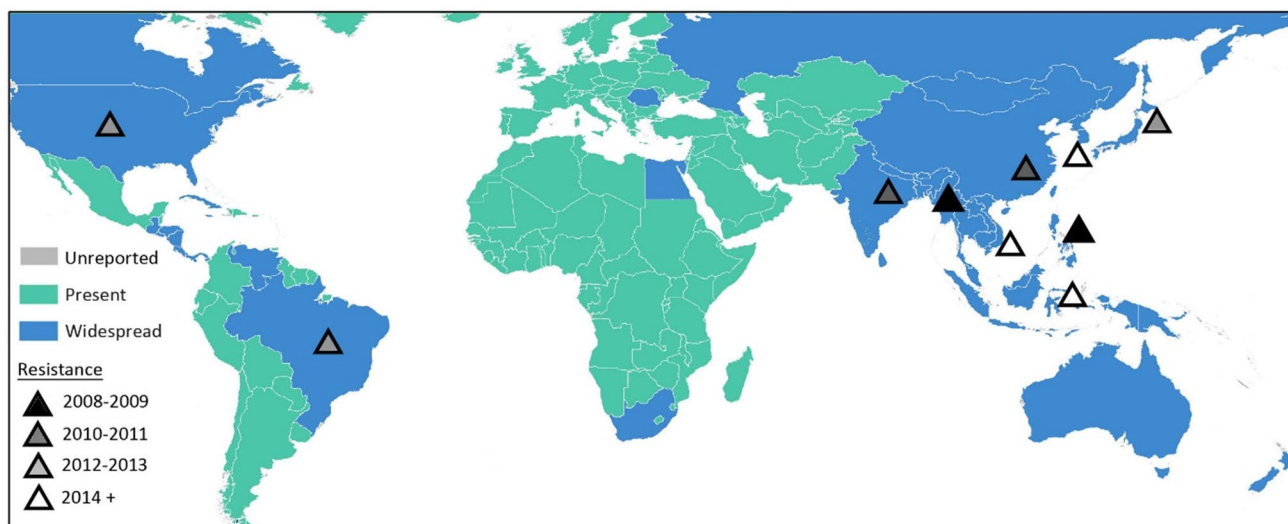 Unreported
Present
Widespread
Resistance
2008-2009
2010-2011
2012-2013
2014 +